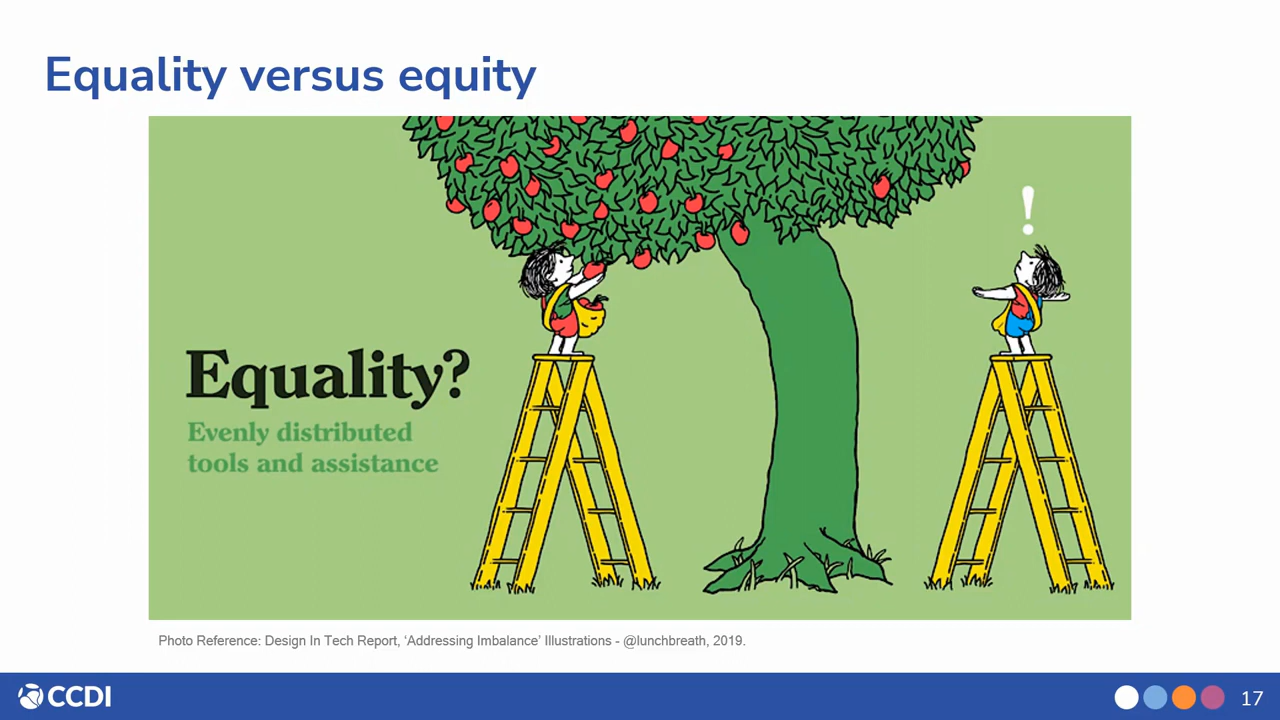 Equality versus equity
!
Equality?
Evenly distributed
tools and assistance
Photo Reference: Design In Tech Report, ‘Addressing Imbalance’ Illustrations - @lunchbreath, 2019.
CCDI
17